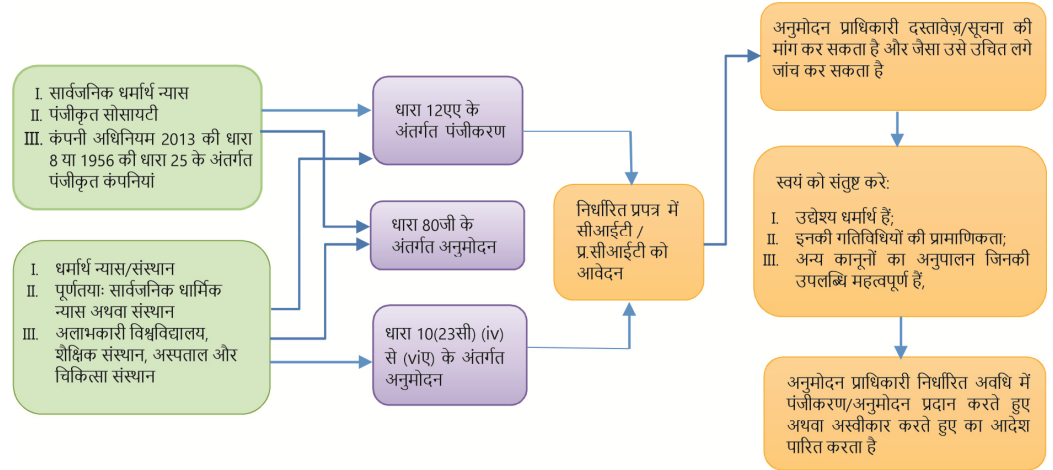 I. सार्वजनिक धर्मार्थ न्यास
II. पंजीकृत सोसायटी
III. कंपनी अधिनियम 2013 की धारा
8 या 1956 की धारा 25 के अंतर्गत
पंजीकृत कंपनियां
I. धर्मार्थ न्यास/संस्थान
II. पूर्णतयाः सार्वजनिक धार्मिक
न्यास अथवा संस्थान
III. अलाभकारी विश्वविद्यालय,
शैक्षिक संस्थान, अस्पताल और
चिकित्सा संस्थान
धारा 12एए के
अंतर्गत पंजीकरण
धारा 80जी के
अंतर्गत अनुमोदन
धारा 10(23सी) (iv)
से (viए) के अंतर्गत
अनुमोदन
निर्धारित प्रपत्र में
सीआईटी /
प्र.सीआईटी को
आवेदन
अनुमोदन प्राधिकारी दस्तावेज़/सूचना की
मांग कर सकता है और जैसा उसे उचित लगे
जांच कर सकता है
स्वयं को संतुष्ट करे:
I. उद्येश्य धर्मार्थ हैं;
II. इनकी गतिविधियों की प्रामाणिकता;
III. अन्य कानूनों का अनुपालन जिनकी
उपलब्धि महत्वपूर्ण हैं,
अनुमोदन प्राधिकारी निर्धारित अवधि में
पंजीकरण/अनुमोदन प्रदान करते हुए
अथवा अस्वीकार करते हुए का आदेश
पारित करता है